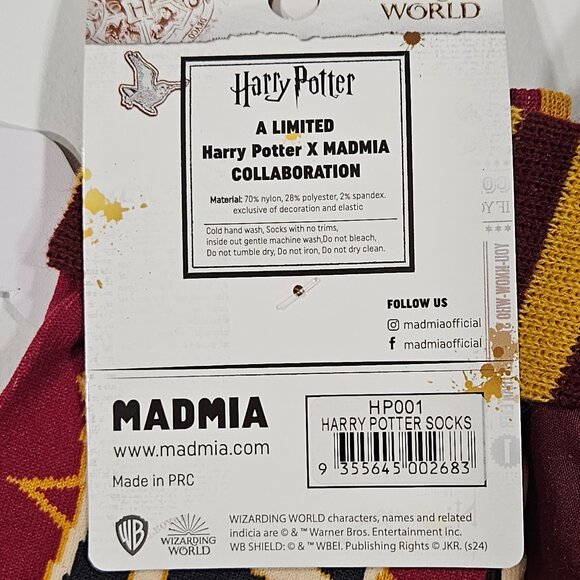 WORLD
H
Harry Potter
A LIMITED
Harry Potter X MADMIA
COLLABORATION
Material: 70% nylon, 28% polyester, 2% spandex.
exclusive of decoration and elastic
Cold hand wash, Socks with no trims,
inside out gentle machine wash,Do not bleach,
Do not tumble dry, Do not iron, Do not dry clean.
YOU-KNOW-WHO
FOLLOW US
madmiaofficial
f madmiaofficial
MADMIA
www.madmia.com
Made in PRC
HP001
HARRY POTTER SOCKS
9 355645 002683
WB
WIZARDING
WORLD
WIZARDING WORLD characters, names and related
indicia are © & ™ Warner Bros. Entertainment Inc.
WB SHIELD: © & ™ WBEI. Publishing Rights © JKR. (s24)